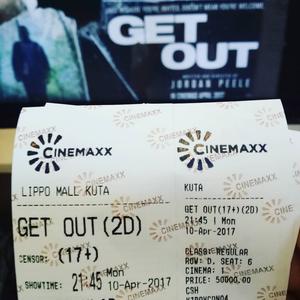 JUST BECAUSE YOU'RE INVITED, DOESN'T MEAN YOU'RE WELCOME.
GET
OUT
WRITTEN AND DIRECTED BY
JORDAN PEELE
IN CINEMAS APRIL 2017
CINEMAXX
LIPPO MALL KUTA
GET OUT(2D)
CENSOR: (17+)
SHOWTIME: 21:45 Mon
10-Apr-2017
CINEMAXX
KUTA
GET OUT(17+)(2D)
21:45 | Mon
10-Apr-2017
CLASS: REGULAR
ROW: D, SEAT: 6
CINEMA: 1
PRICE: 50000.00
CSH